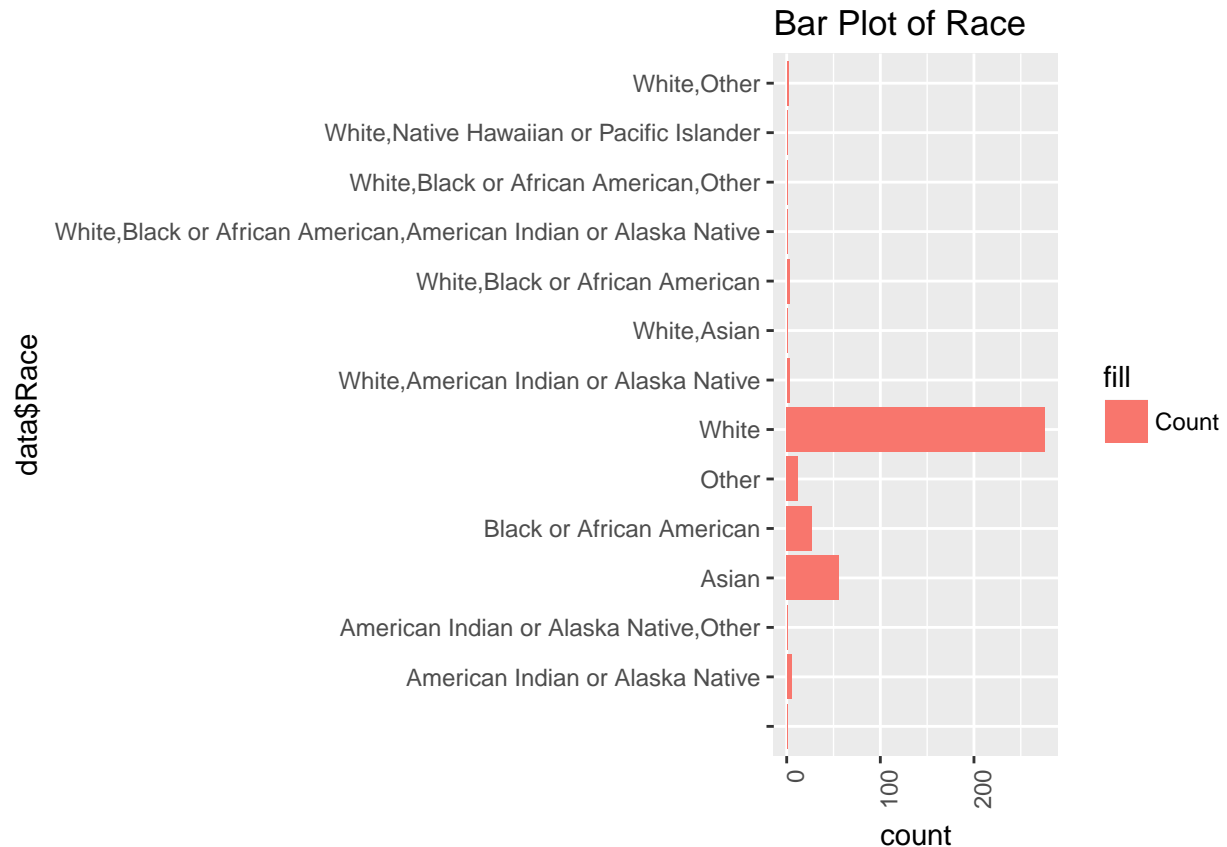 Bar Plot of Race
White,Other
White,Native Hawaiian or Pacific Islander
White,Black or African American,Other
White,Black or African American,American Indian or Alaska Native
White,Black or African American
White,Asian
White,American Indian or Alaska Native
White
Other
Black or African American
Asian
American Indian or Alaska Native,Other
American Indian or Alaska Native
data$Race
0
100
200
count
fill
Count